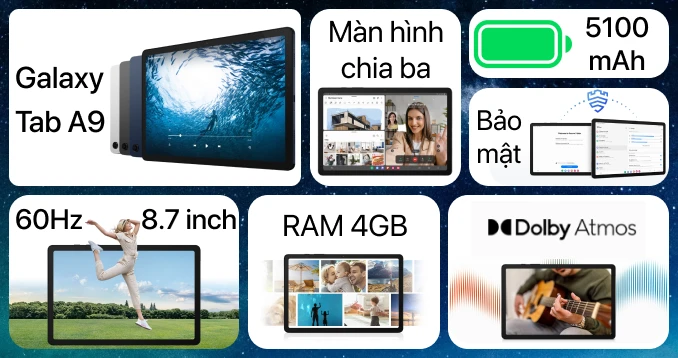 Galaxy
Tab A9
Màn hình
chia ba
5100
mAh
Bảo
mật
60Hz
8.7 inch
RAM 4GB
Dolby Atmos